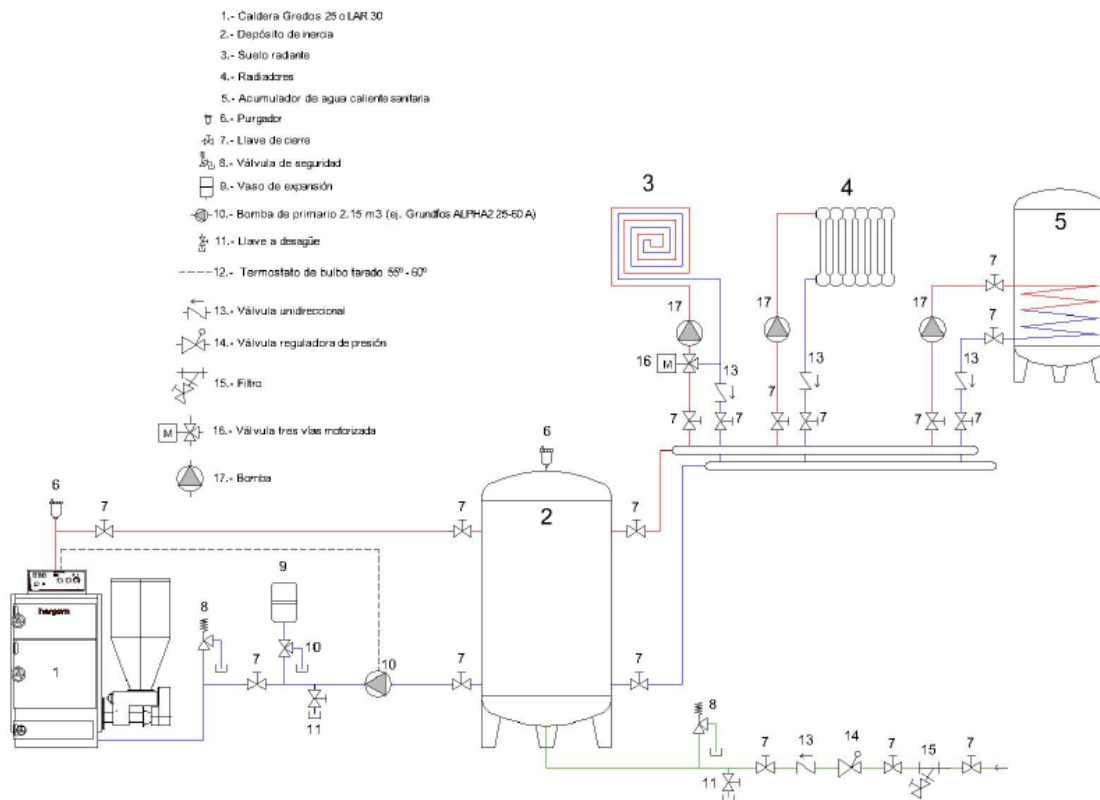 1.- Caldera Gredos 25 o LAR 30
2.- Depósito de inercia
3.- Suelo radiante
4.- Radiadores
5.- Acumulador de agua caliente sanitaria
6.- Purgador
7.- Llave de cierre
8.- Válvula de seguridad
9.- Vaso de expansión
10.- Bomba de primario 2.15 m3 (ej. Grundfos ALPHA2 25-60 A)
11.- Llave a desagüe
12.- Termostato de bulbo tarado 55º - 60º
13.- Válvula unidireccional
14.- Válvula reguladora de presión
15.- Filtro
M 16.- Válvula tres vías motorizada
17.- Bomba
3
4
5
7
17
17
17
7
16 M
13
13
13
7
7
7
7
7
7
6
6
7
7
2
7
hergom
9
8
10
7
10
7
7
1
11
8
7
13
14
7
15
7
11